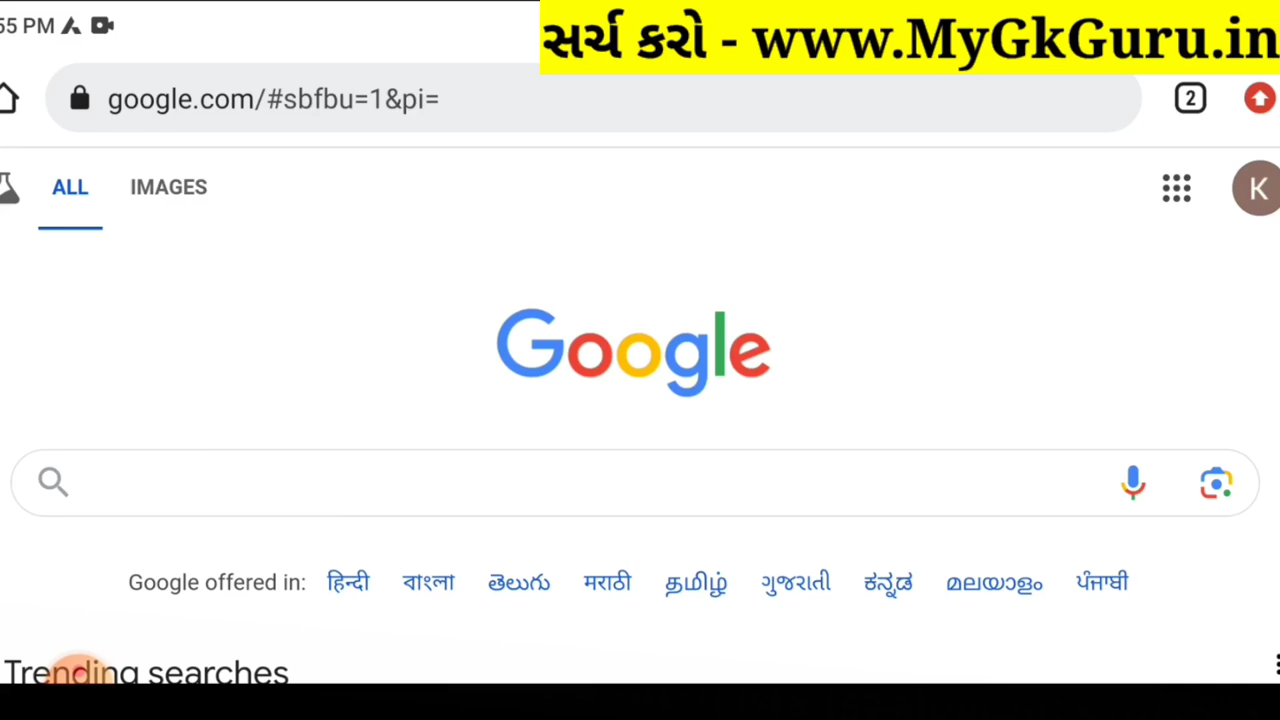 55 PM
સર્ચ કરો - www.MyGkGuru.in
google.com/#sbfbu=1&pi=
2
ALL IMAGES
K
Google
Google offered in: हिन्दी বাংলা తెలుగు मराठी தமிழ் ગુજરાતી ಕನ್ನಡ മലയാളം ਪੰਜਾਬੀ
Trending searches